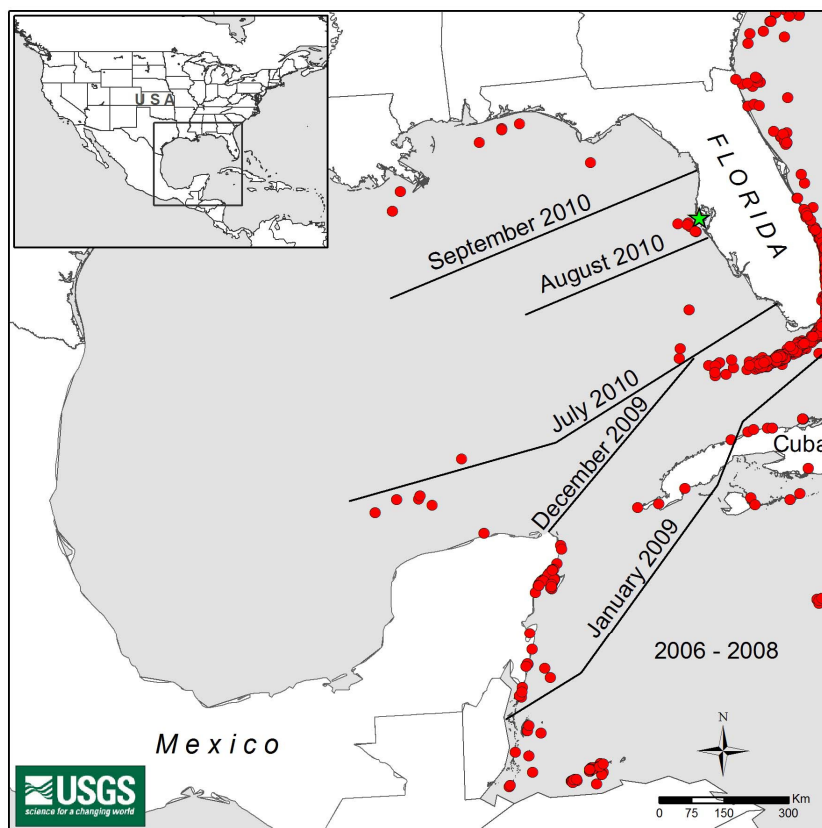 USA
FLORIDA
September 2010
August 2010
July 2010
December 2009
Cuba
January 2009
2006 - 2008
Mexico
N
USGS
science for a changing world
Km
0 75 150 300